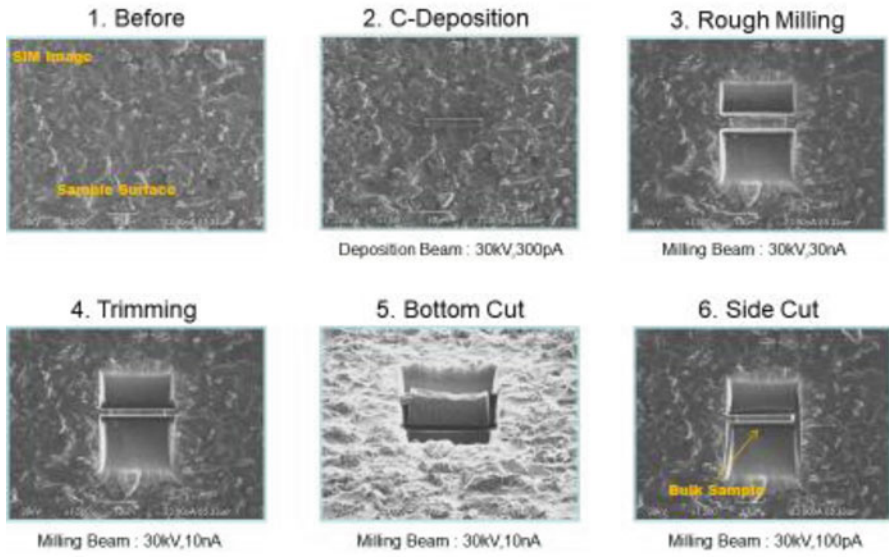 1. Before
2. C-Deposition
3. Rough Milling
SIM Image
Sample Surface
Deposition Beam : 30kV,300pA
Milling Beam : 30kV,30nA
4. Trimming
5. Bottom Cut
6. Side Cut
Bulk Sample
Milling Beam : 30kV,10nA
Milling Beam : 30kV,10nA
Milling Beam : 30kV,100pA